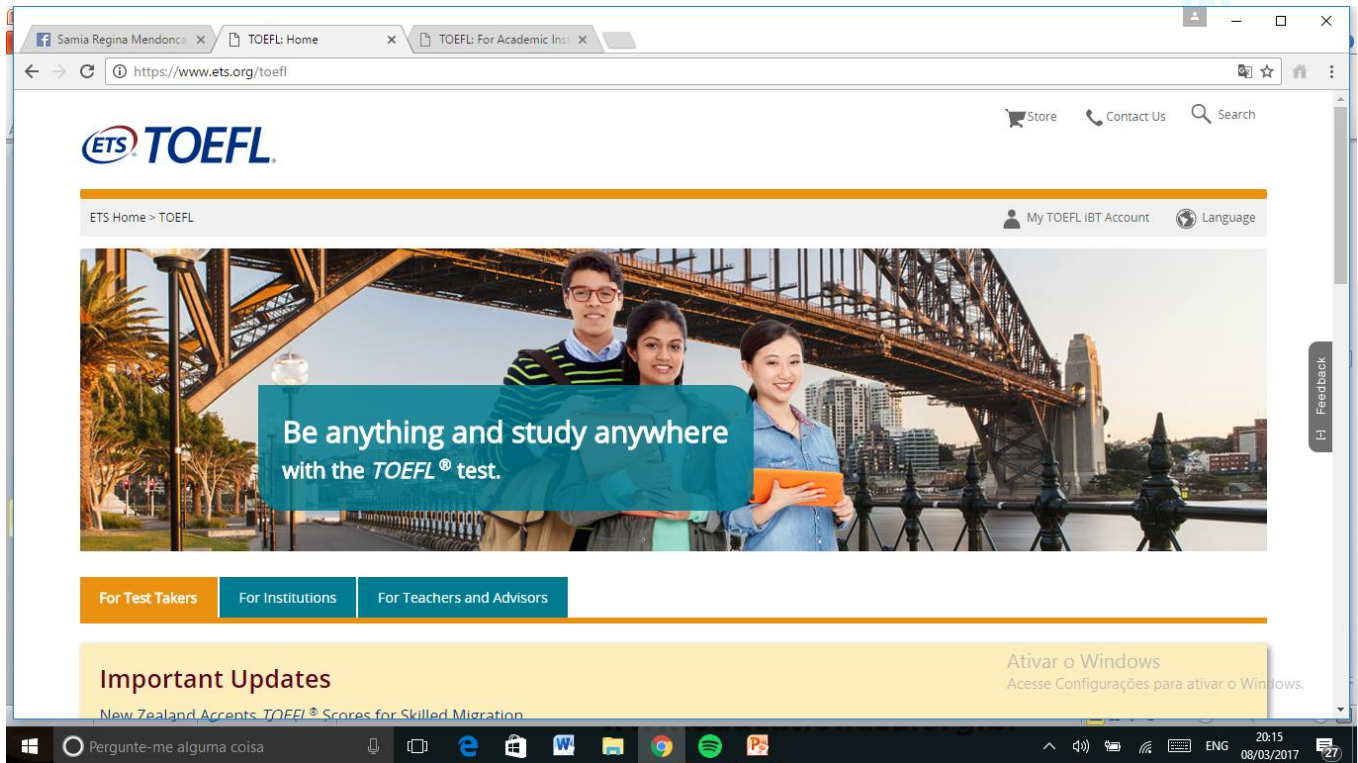 Samia Regina Mendonca
TOEFL: Home
TOEFL: For Academic Inst
https://www.ets.org/toefl
Store
Contact Us
Search
ETS TOEFL
ETS Home > TOEFL
My TOEFL iBT Account
Language
Be anything and study anywhere
with the TOEFL® test.
[-] Feedback
For Test Takers
For Institutions
For Teachers and Advisors
Important Updates
New Zealand Accepts TOEFL® Scores for Skilled Migration
Ativar o Windows
Acesse Configurações para ativar o Windows.
Pergunte-me alguma coisa
ENG
20:15
08/03/2017
27